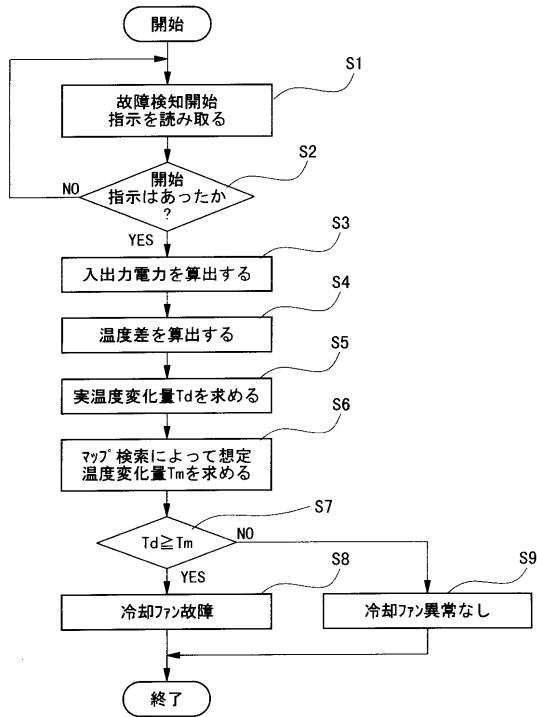 開始
S1
故障検知開始
指示を読み取る
S2
開始
指示はあったか
?
NO
YES
S3
入出力電力を算出する
S4
温度差を算出する
S5
実温度変化量Tdを求める
S6
ﾏｯﾌﾟ検索によって想定
温度変化量Tmを求める
S7
Td≧Tm
NO
YES
S8
冷却ﾌｧﾝ故障
S9
冷却ﾌｧﾝ異常なし
終了